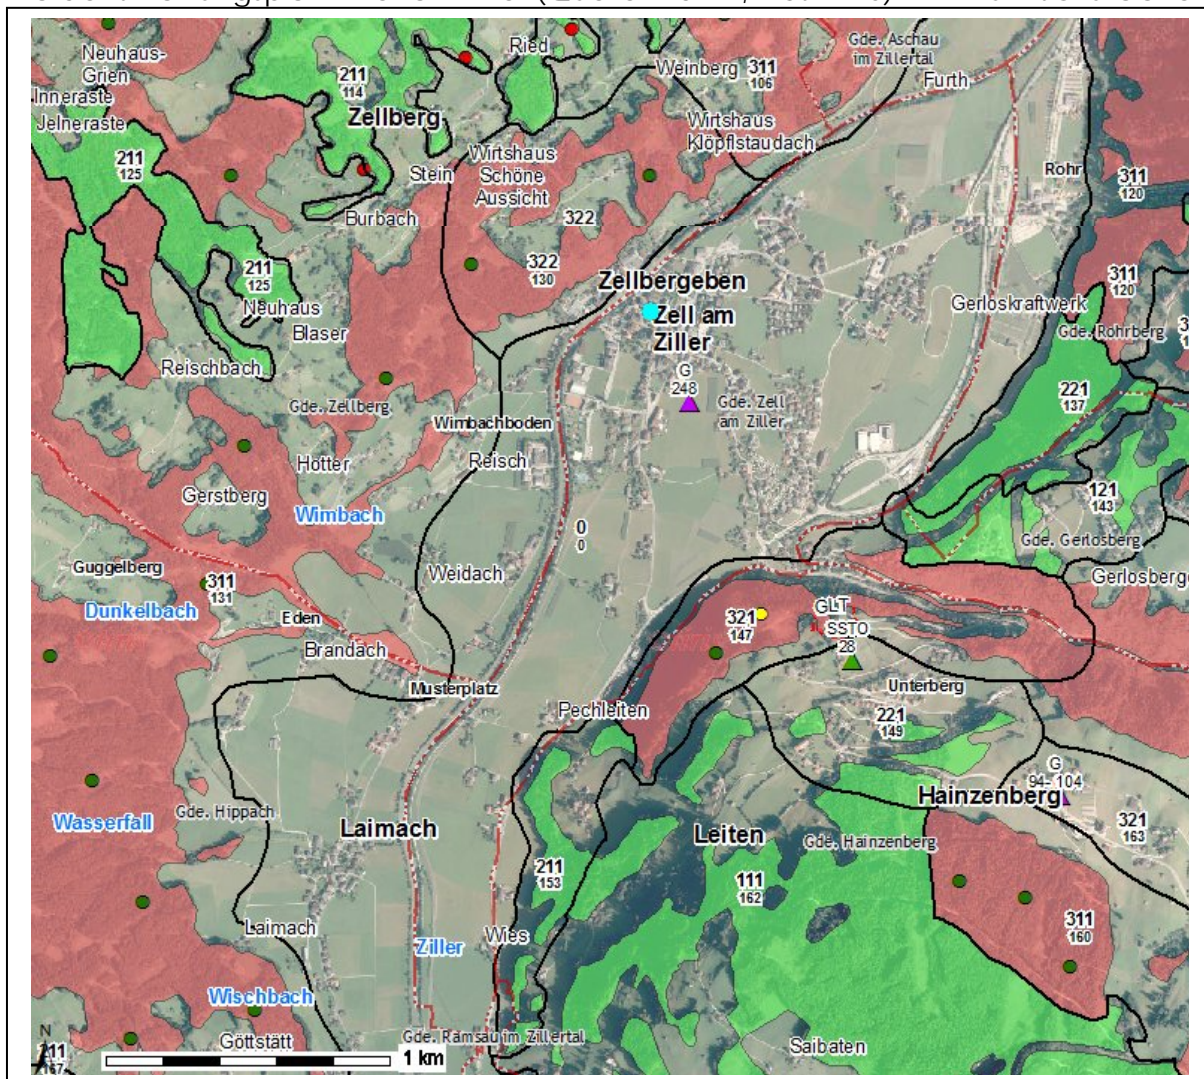 Neuhaus-
Grien
Inneraste
Jelneraste
211
125
211
114
Zellberg
Ried
Weinberg
311
106
Gde. Aschau
im Zillertal
Furth
Wirtshaus
Klöpflstaudach
Stein
Wirtshaus
Schöne
Aussicht
Burbach
322
322
130
Rohr
311
120
311
120
211
125
Neuhaus
Blaser
Reischbach
Zellbergeben
Zell am
Ziller
G
248
Gde. Zell
am Ziller
Gerloskraftwerk
Gde. Rohrberg
221
137
Gde. Zellberg
Wimbachboden
Reisch
Hotter
Gerstberg
Wimbach
121
143
Gde. Gerlosberg
0
0
Guggelberg
Dunkelbach
311
131
Eden
Brandach
Weidach
Gerlosberge
321
147
GLT
SSTO
28
Musterplatz
Pechleiten
Unterberg
221
149
G
94- 104
Hainzenberg
321
163
Wasserfall
Gde. Hippach
Laimach
Leiten
Gde. Hainzenberg
211
153
111
162
311
160
Laimach
Ziller
Wies
Wischbach
Göttstätt
Gde. Ramsau im Zillertal
Saibaten
N
211
167
1 km